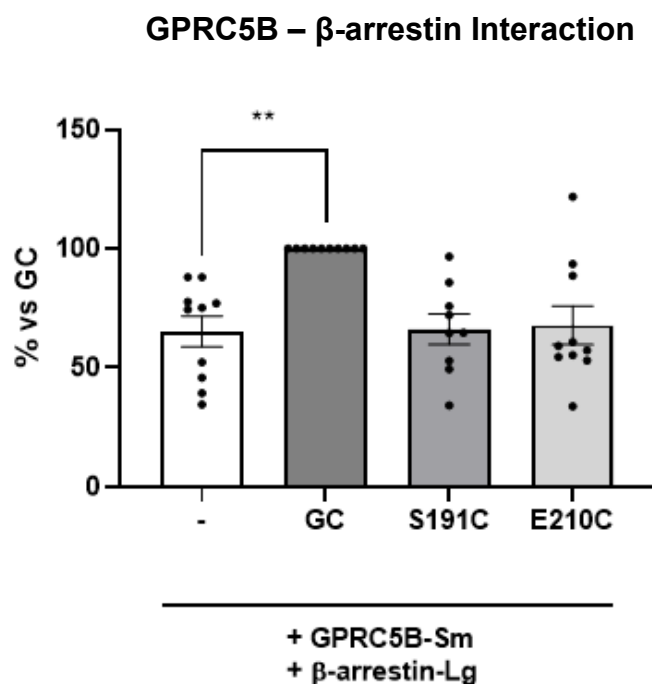 GPRC5B – β-arrestin Interaction
**
150
100
50
0
% vs GC
- GC S191C E210C
+ GPRC5B-Sm
+ β-arrestin-Lg